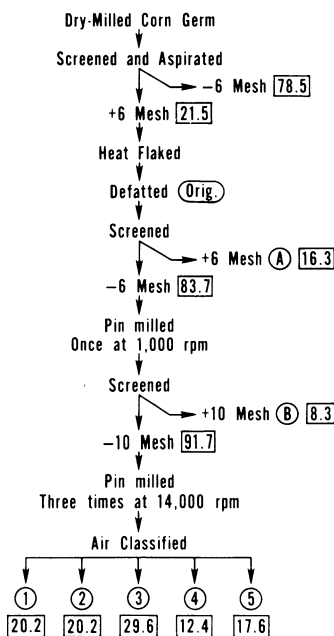 Dry-Milled Corn Germ
Screened and Aspirated
−6 Mesh 78.5
+6 Mesh 21.5
Heat Flaked
Defatted Orig.
Screened
+6 Mesh A 16.3
−6 Mesh 83.7
Pin milled
Once at 1,000 rpm
Screened
+10 Mesh B 8.3
−10 Mesh 91.7
Pin milled
Three times at 14,000 rpm
Air Classified
1 2 3 4 5
20.2 20.2 29.6 12.4 17.6